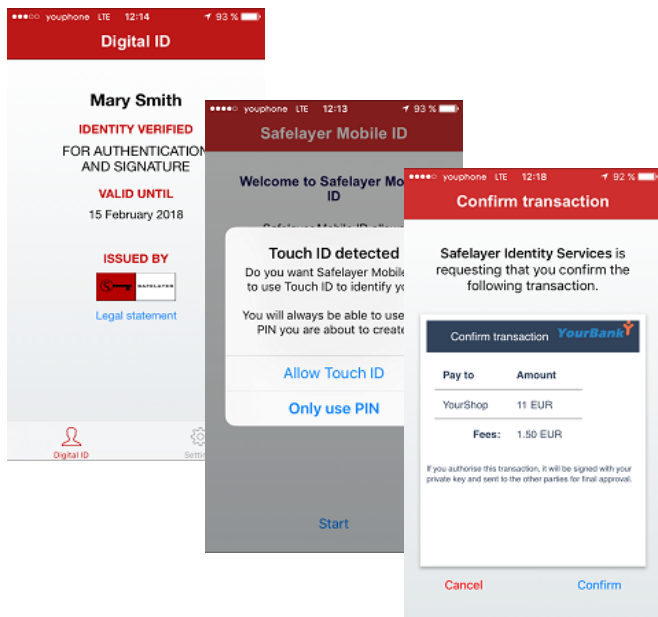 youphone LTE 12:14 93 %
Digital ID
Mary Smith
IDENTITY VERIFIED
FOR AUTHENTICATION
AND SIGNATURE
VALID UNTIL
15 February 2018
ISSUED BY
SAFELAYER
Legal statement
Digital ID
youphone LTE 12:13 93 %
Safelayer Mobile ID
Welcome to Safelayer Mo
ID
Touch ID detected
Do you want Safelayer Mobile
to use Touch ID to identify yo
You will always be able to use
PIN you are about to create
Allow Touch ID
Only use PIN
Start
youphone LTE 12:18 92 %
Confirm transaction
Safelayer Identity Services is
requesting that you confirm the
following transaction.
Confirm transaction YourBank
Pay to Amount
YourShop 11 EUR
Fees: 1.50 EUR
If you authorise this transaction, it will be signed with your
private key and sent to the other parties for final approval.
Cancel Confirm